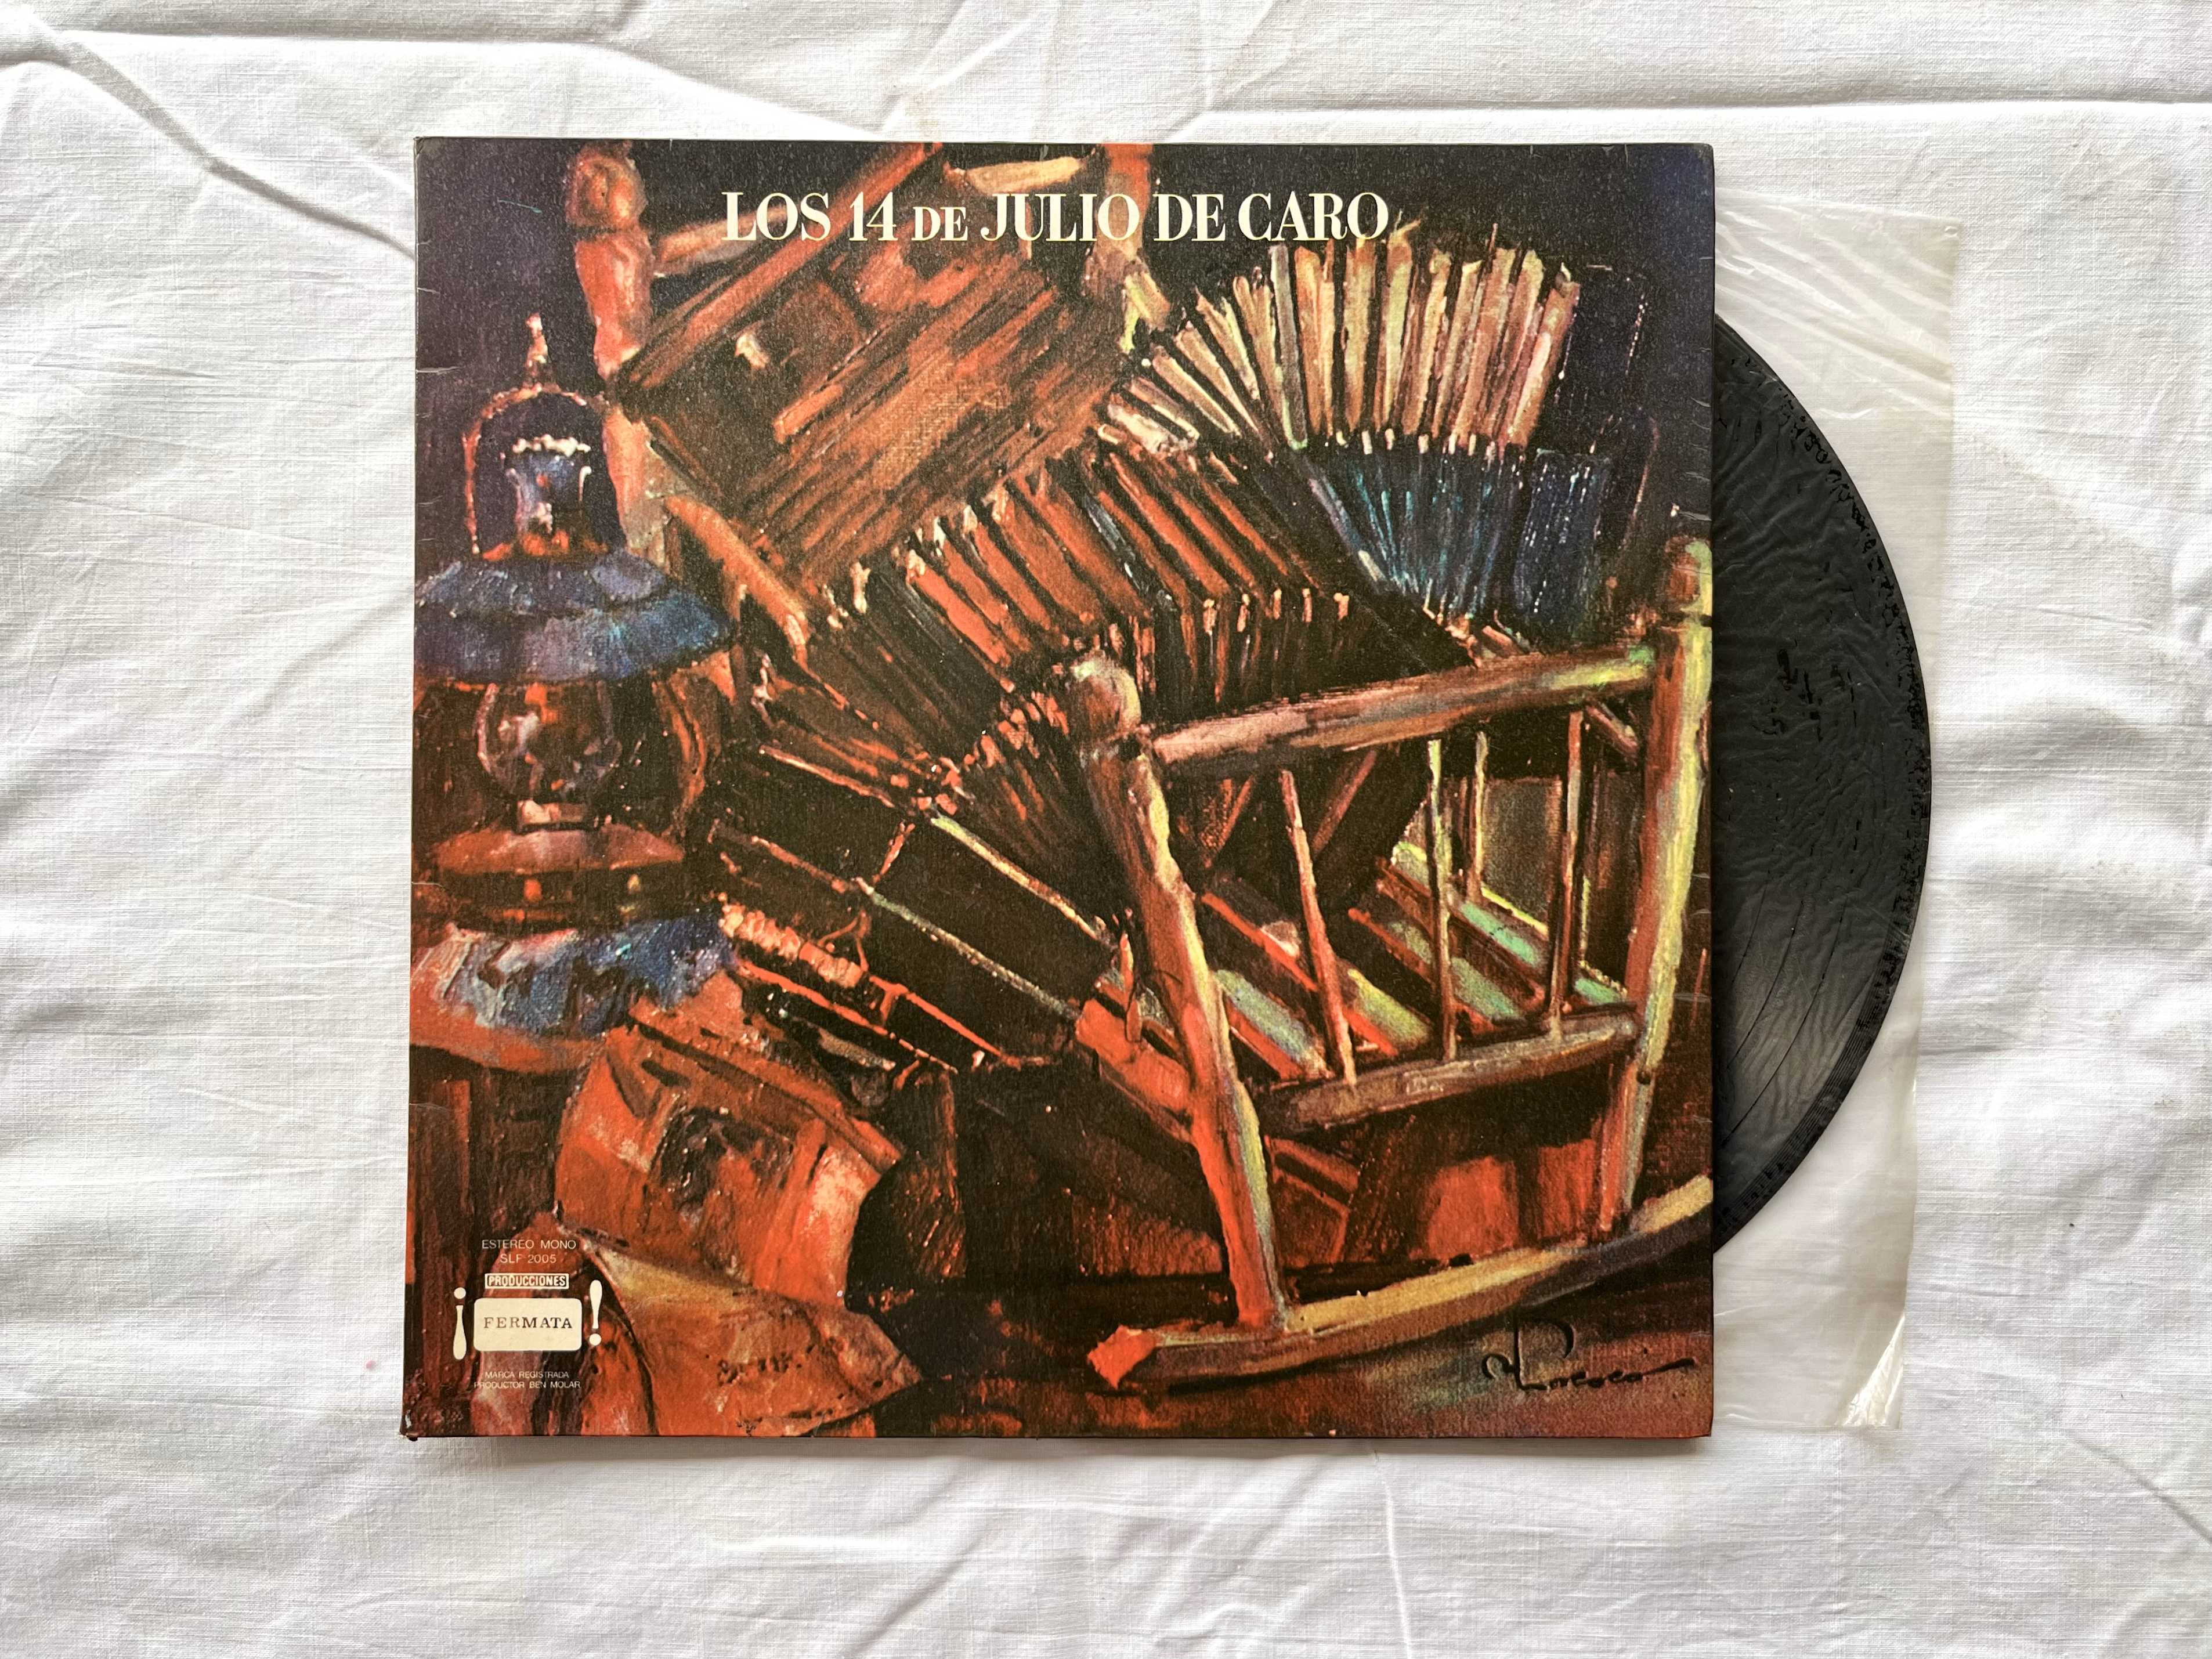 LOS 14 DE JULIO DE CARO
ESTEREO MONO
SLF 2005
PRODUCCIONES
¡FERMATA!
MARCA REGISTRADA
PRODUCTOR BEN MOLAR